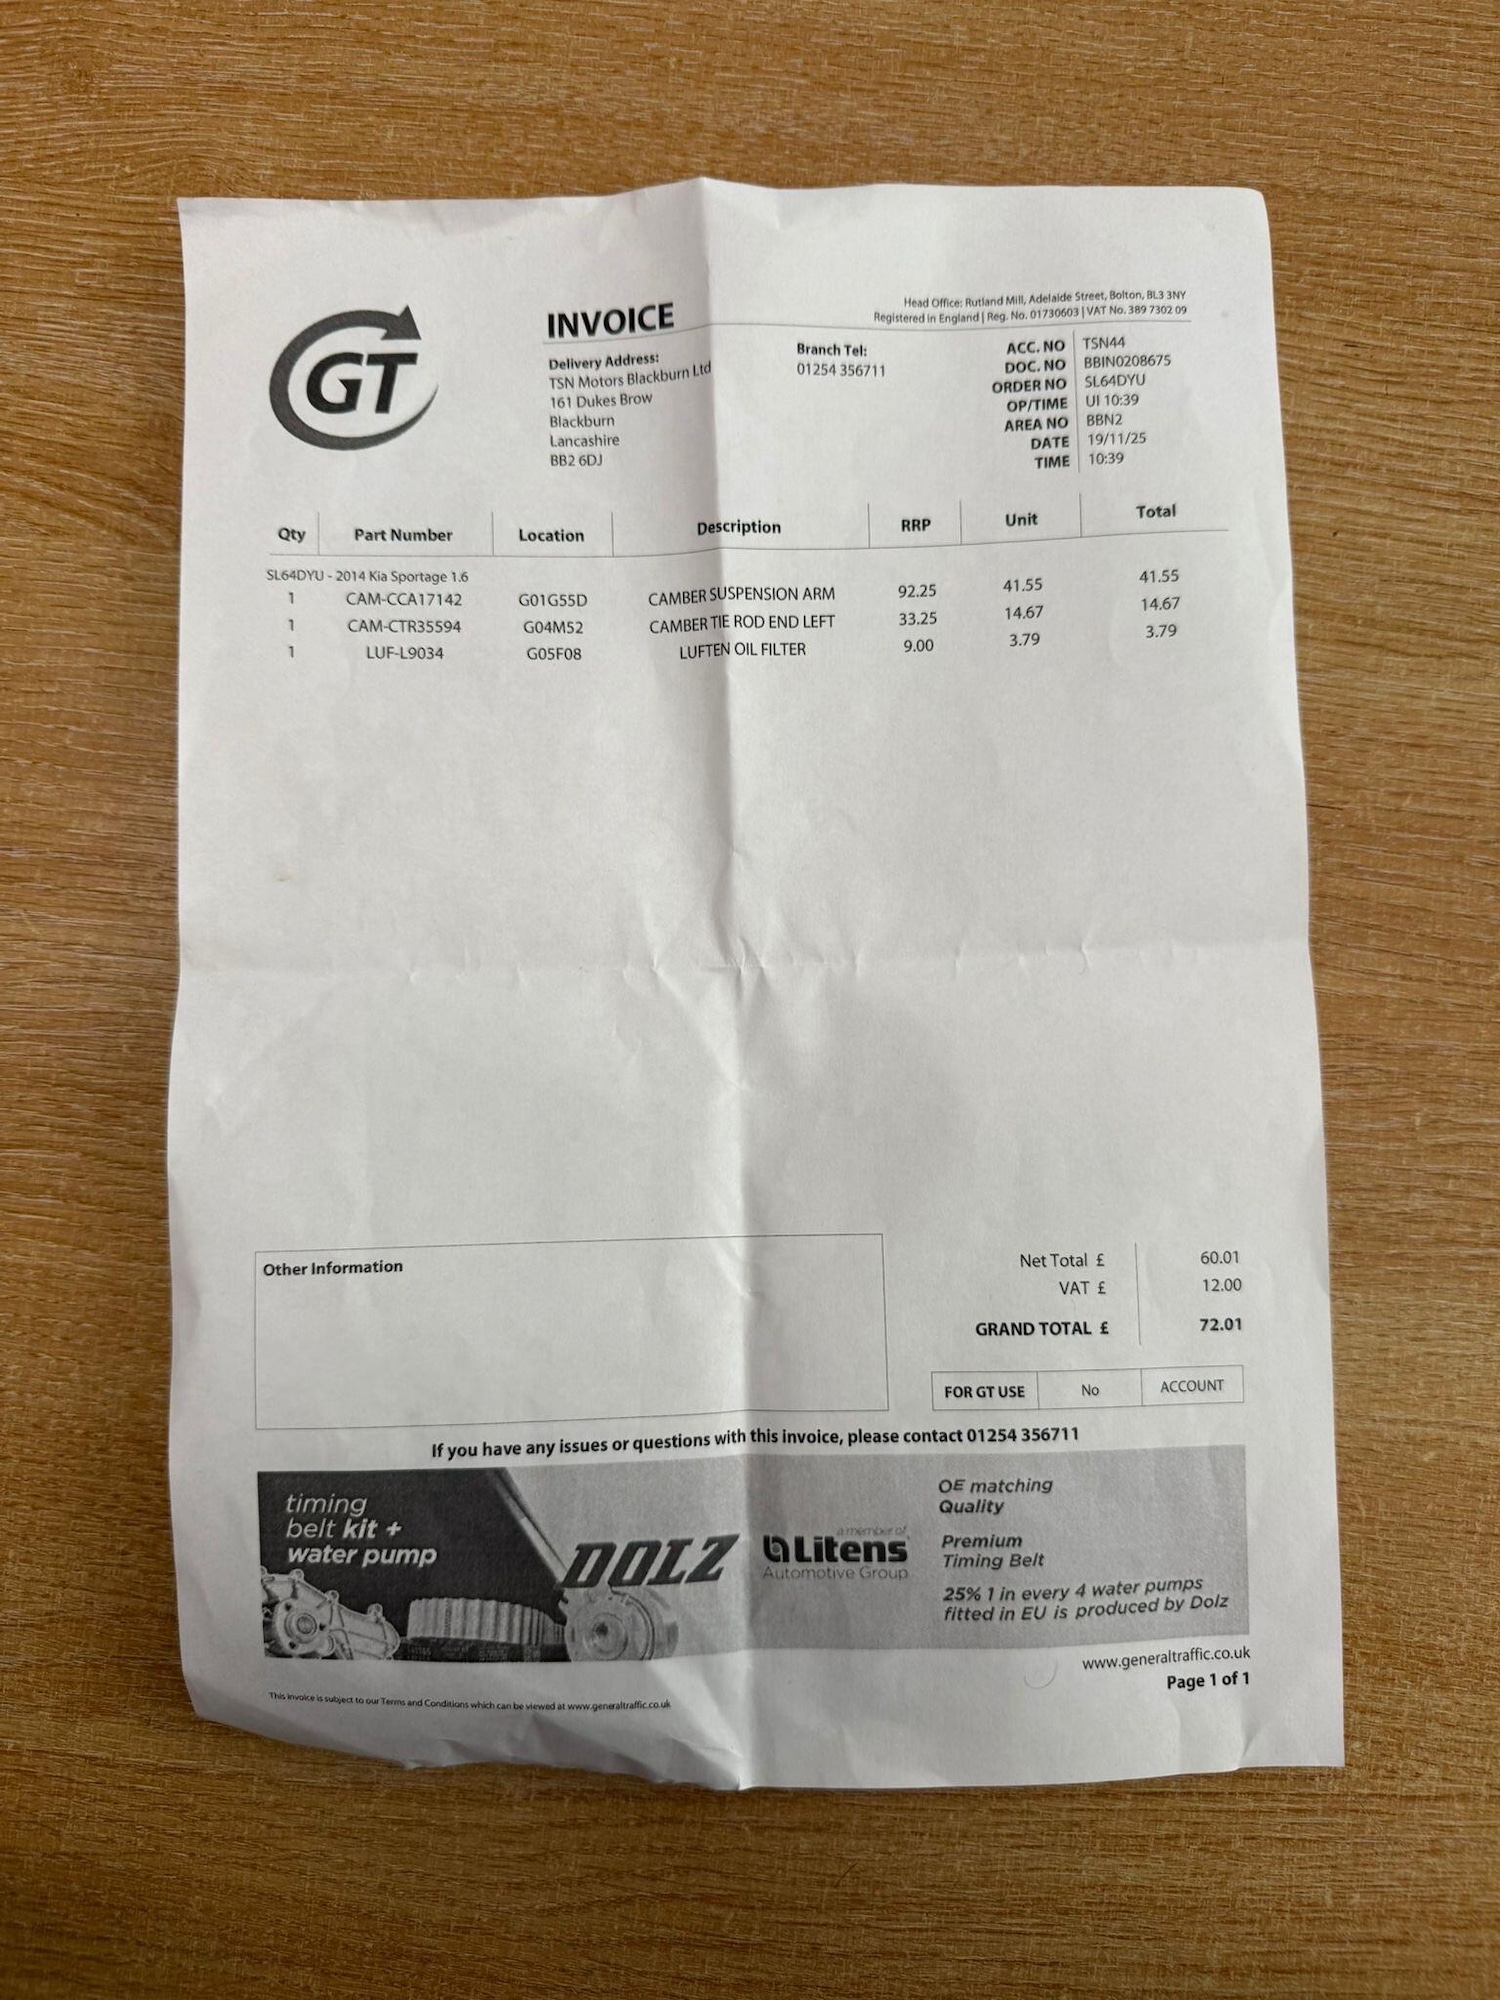 GT
INVOICE
Head Office: Rutland Mill, Adelaide Street, Bolton, BL3 3NY
Registered in England | Reg. No. 01730603 | VAT No. 389 7302 09
Delivery Address:
TSN Motors Blackburn Ltd
161 Dukes Brow
Blackburn
Lancashire
BB2 6DJ
Branch Tel:
01254 356711
ACC. NO TSN44
DOC. NO BBIN0208675
ORDER NO SL64DYU
OP/TIME UI 10:39
AREA NO BBN2
DATE 19/11/25
TIME 10:39
Qty Part Number Location Description RRP Unit Total
SL64DYU - 2014 Kia Sportage 1.6
1 CAM-CCA17142 G01G55D CAMBER SUSPENSION ARM 92.25 41.55 41.55
1 CAM-CTR35594 G04M52 CAMBER TIE ROD END LEFT 33.25 14.67 14.67
1 LUF-L9034 G05F08 LUFTEN OIL FILTER 9.00 3.79 3.79
Other Information
Net Total £ 60.01
VAT £ 12.00
GRAND TOTAL £ 72.01
FOR GT USE No ACCOUNT
If you have any issues or questions with this invoice, please contact 01254 356711
timing
belt kit +
water pump
DOLZ
a member of
Litens
Automotive Group
OE matching
Quality
Premium
Timing Belt
25% 1 in every 4 water pumps
fitted in EU is produced by Dolz
www.generaltraffic.co.uk
Page 1 of 1
This invoice is subject to our Terms and Conditions which can be viewed at www.generaltraffic.co.uk